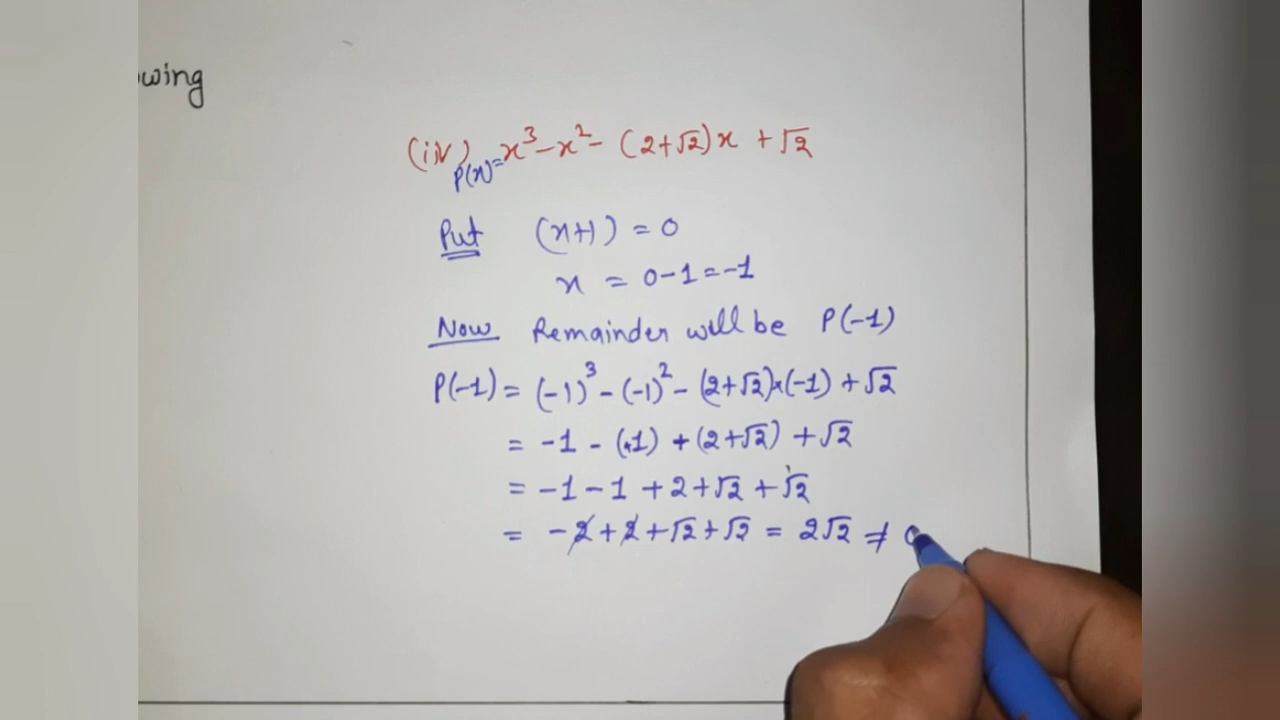 owing
(iv) x³-x²-(2+√2)x+√2
P(x)=
Put (x+1) = 0
x = 0-1=-1
Now Remainder will be P(-1)
P(-1) = (-1)³-(-1)²-(2+√2)×(-1)+√2
= -1-(+1)+(2+√2)+√2
= -1-1+2+√2+√2
= -2+2+√2+√2 = 2√2 ≠ 0